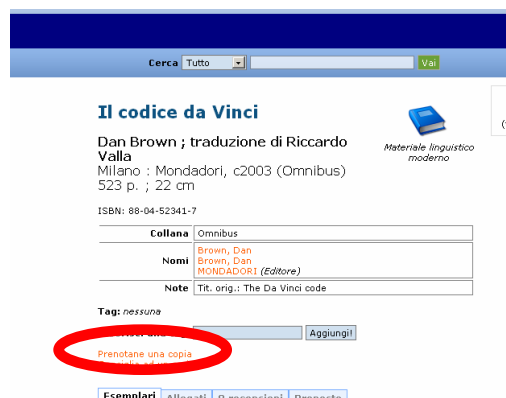 Cerca Tutto Vai
(
Il codice da Vinci
Dan Brown ; traduzione di Riccardo
Valla
Milano : Mondadori, c2003 (Omnibus)
523 p. ; 22 cm
Materiale linguistico
moderno
ISBN: 88-04-52341-7
Collana Omnibus
Nomi Brown, Dan
Brown, Dan
MONDADORI (Editore)
Note Tit. orig.: The Da Vinci code
Tag: nessuna
Aggiungi!
Prenotane una copia
Esemplari Allegati 0 recensioni Proposte